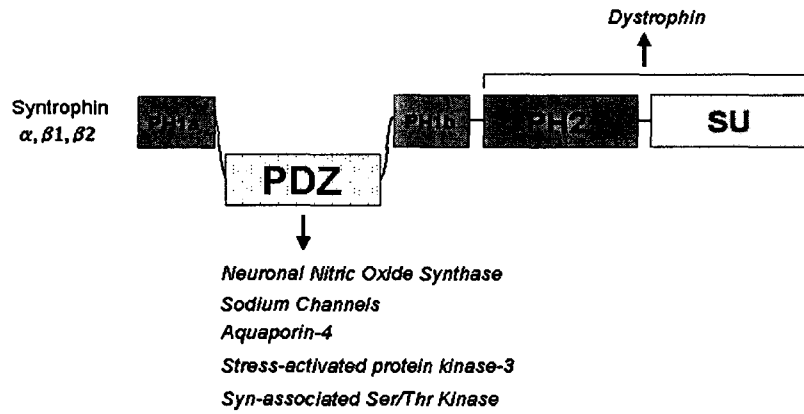 Dystrophin
Syntrophin
α, β1, β2
PH1a
PH1b
PH2
SU
PDZ
Neuronal Nitric Oxide Synthase
Sodium Channels
Aquaporin-4
Stress-activated protein kinase-3
Syn-associated Ser/Thr Kinase